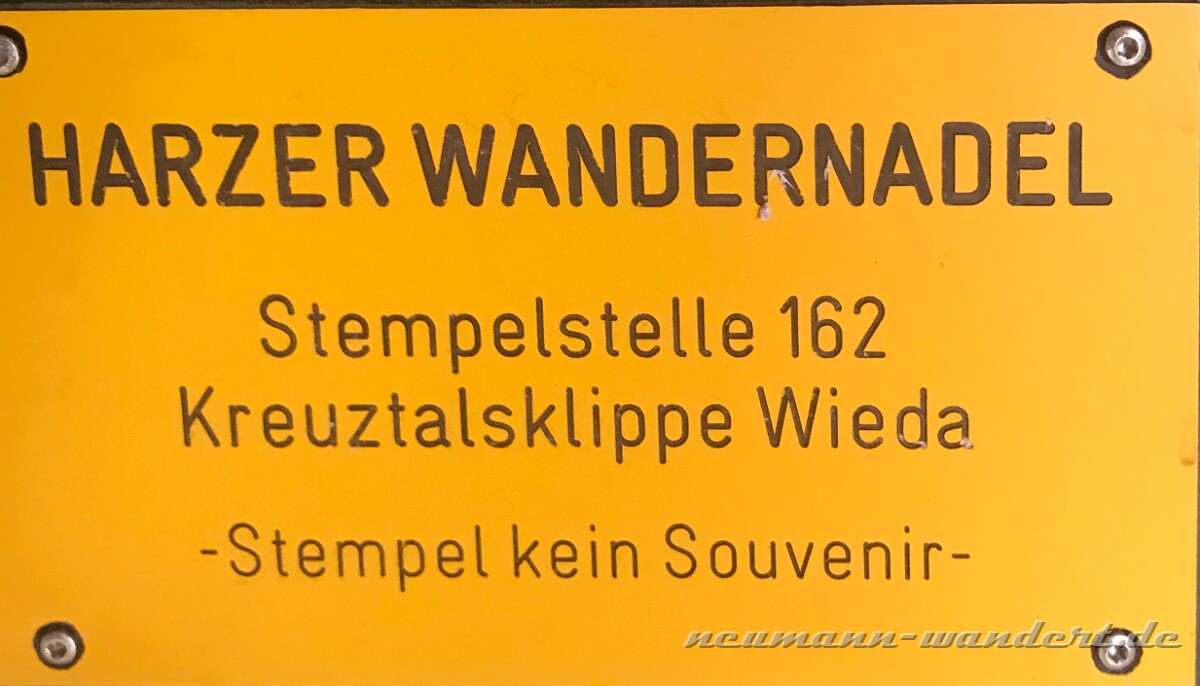 HARZER WANDERNADEL
Stempelstelle 162
Kreuztalsklippe Wieda
-Stempel kein Souvenir-
neumann-wandert.de